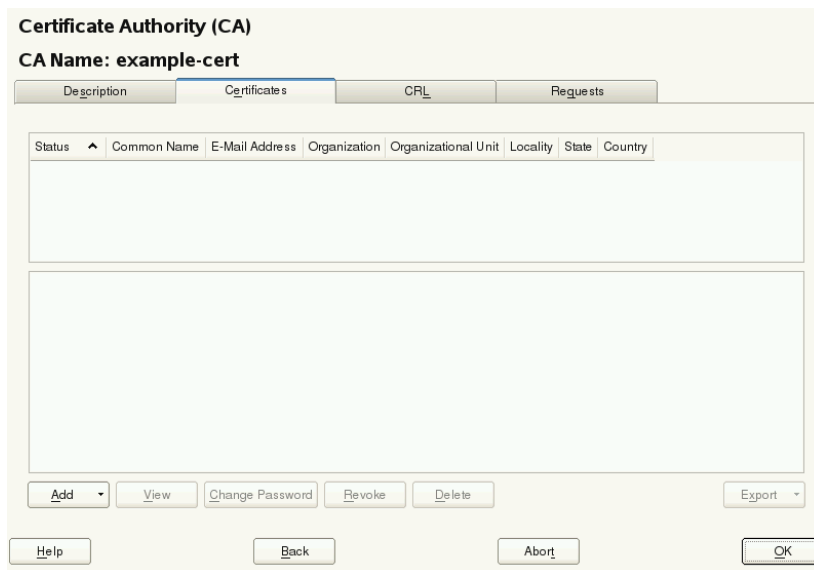 Certificate Authority (CA)
CA Name: example-cert
Description Certificates CRL Requests
Status Common Name E-Mail Address Organization Organizational Unit Locality State Country
Add View Change Password Revoke Delete Export
Help Back Abort OK